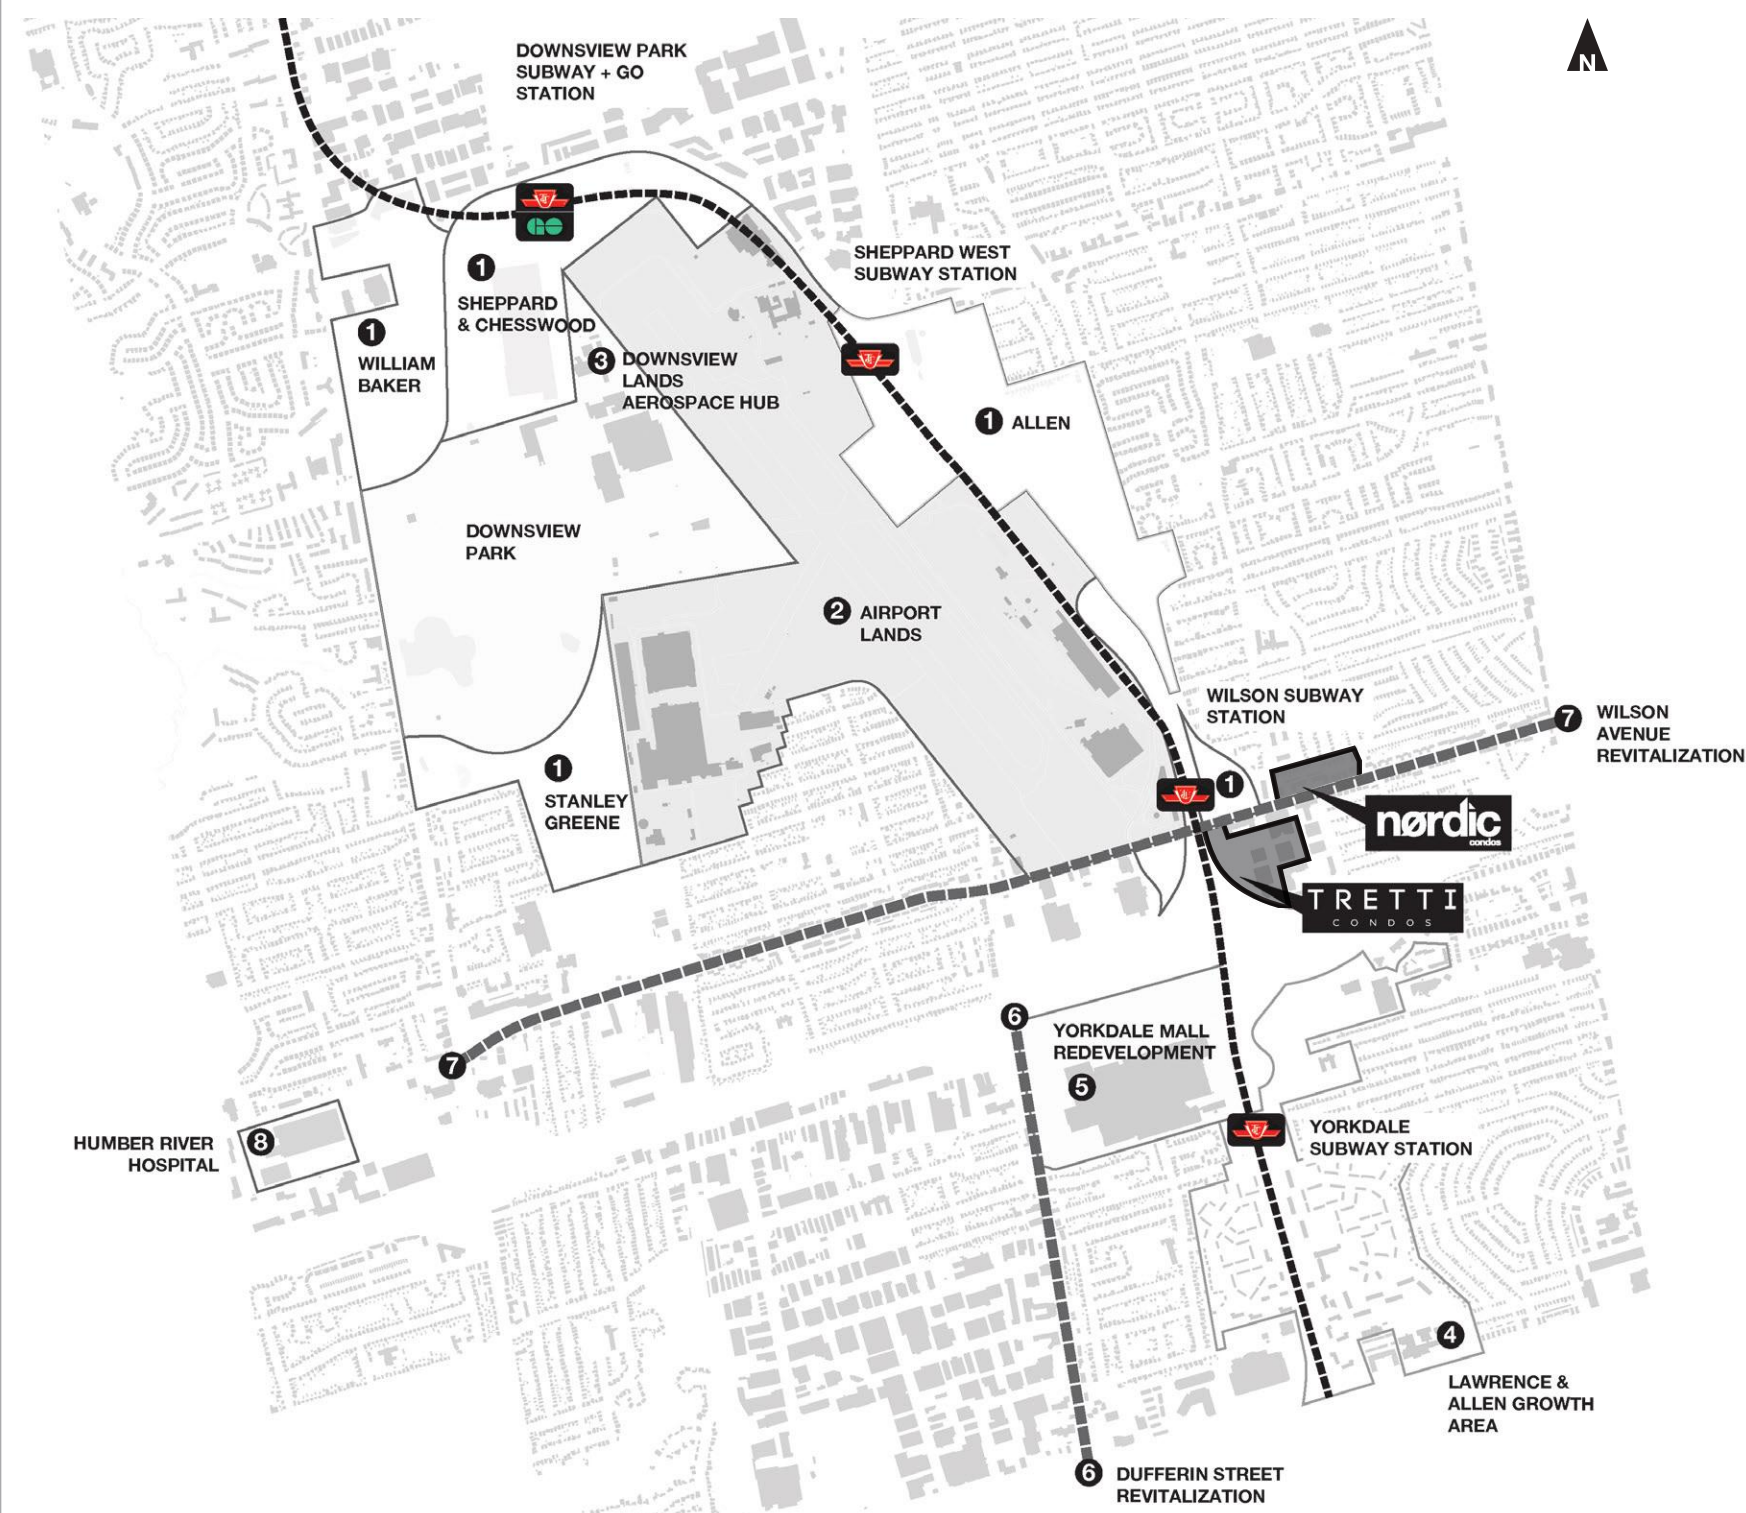 N
DOWNSVIEW PARK
SUBWAY + GO
STATION
GO
SHEPPARD WEST
SUBWAY STATION
1
SHEPPARD
& CHESSWOOD
1
WILLIAM
BAKER
3
DOWNSVIEW
LANDS
AEROSPACE HUB
1
ALLEN
DOWNSVIEW
PARK
2
AIRPORT
LANDS
WILSON SUBWAY
STATION
7
WILSON
AVENUE
REVITALIZATION
1
STANLEY
GREENE
1
nørdic
condos
TRETTI
CONDOS
6
YORKDALE MALL
REDEVELOPMENT
5
7
HUMBER RIVER
HOSPITAL
8
YORKDALE
SUBWAY STATION
4
LAWRENCE &
ALLEN GROWTH
AREA
6
DUFFERIN STREET
REVITALIZATION